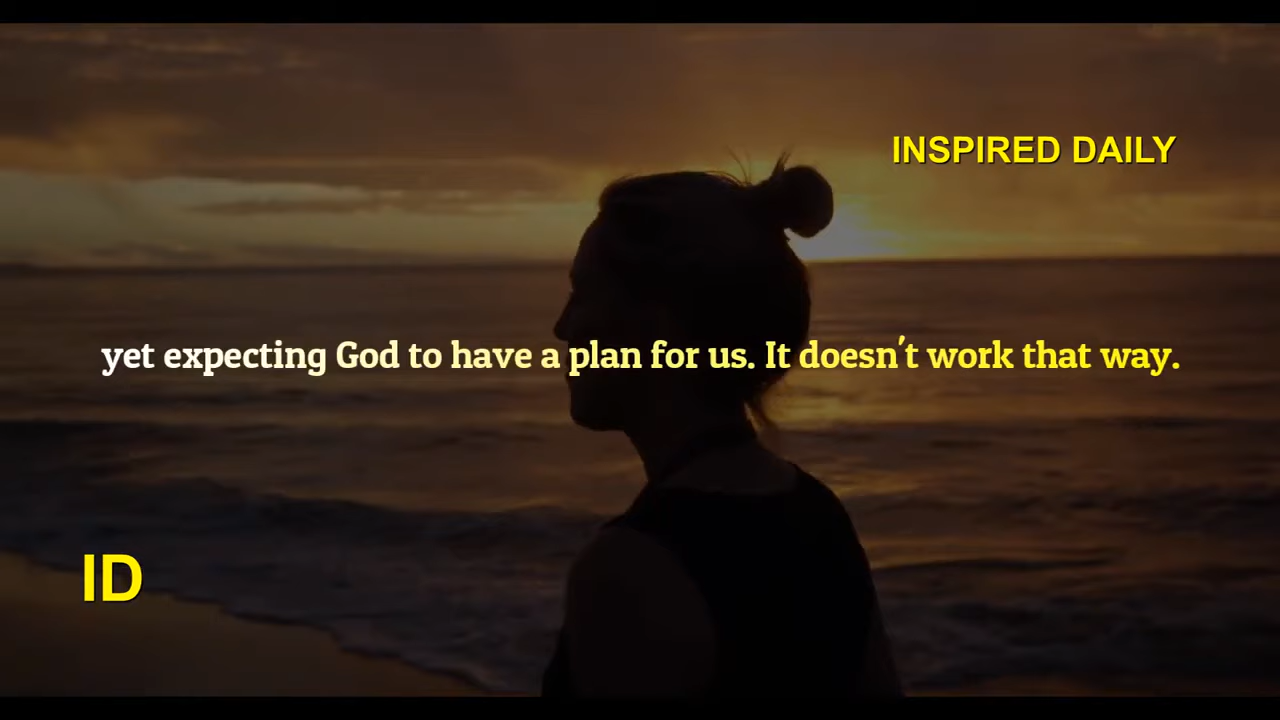 INSPIRED DAILY
yet expecting God to have a plan for us. It doesn't work that way.
ID